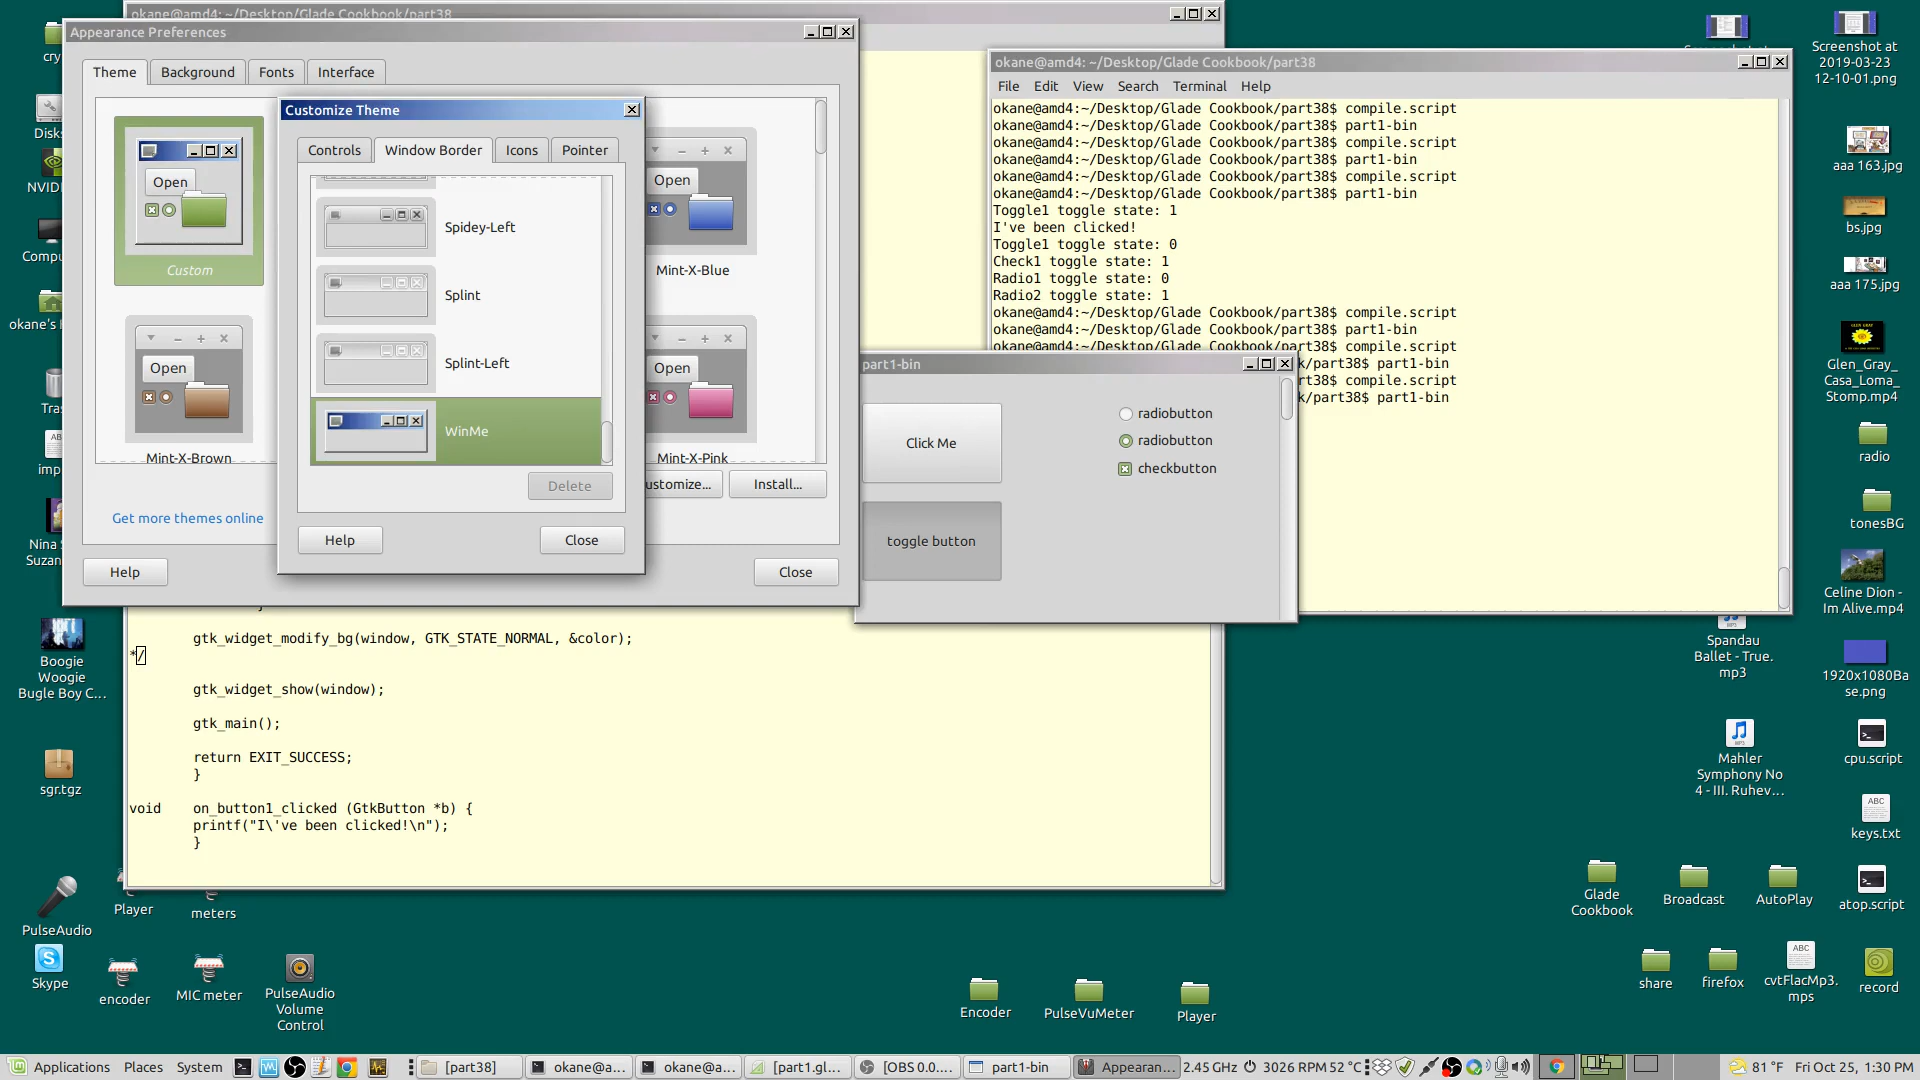 okane@amd4: ~/Desktop/Glade Cookbook/part38
Appearance Preferences
Theme
Background
Fonts
Interface
Open
Custom
Open
Mint-X-Brown
Open
Mint-X-Blue
Open
Mint-X-Pink
Get more themes online
Install...
Help
Close
Customize Theme
Controls
Window Border
Icons
Pointer
Spidey-Left
Splint
Splint-Left
WinMe
Delete
Help
Close
okane@amd4: ~/Desktop/Glade Cookbook/part38
File Edit View Search Terminal Help
okane@amd4:~/Desktop/Glade Cookbook/part38$ compile.script
okane@amd4:~/Desktop/Glade Cookbook/part38$ part1-bin
okane@amd4:~/Desktop/Glade Cookbook/part38$ compile.script
okane@amd4:~/Desktop/Glade Cookbook/part38$ part1-bin
okane@amd4:~/Desktop/Glade Cookbook/part38$ compile.script
okane@amd4:~/Desktop/Glade Cookbook/part38$ part1-bin
Toggle1 toggle state: 1
I've been clicked!
Toggle1 toggle state: 0
Check1 toggle state: 1
Radio1 toggle state: 0
Radio2 toggle state: 1
okane@amd4:~/Desktop/Glade Cookbook/part38$ compile.script
okane@amd4:~/Desktop/Glade Cookbook/part38$ part1-bin
okane@amd4:~/Desktop/Glade Cookbook/part38$ compile.script
k/part38$ part1-bin
rt38$ compile.script
k/part38$ part1-bin
part1-bin
Click Me
toggle button
radiobutton
radiobutton
checkbutton
gtk_widget_modify_bg(window, GTK_STATE_NORMAL, &color);
*/
gtk_widget_show(window);
gtk_main();
return EXIT_SUCCESS;
}
void on_button1_clicked (GtkButton *b) {
printf("I\'ve been clicked!\n");
}
Boogie
Woogie
Bugle Boy C...
sgr.tgz
PulseAudio
Player
meters
Skype
encoder
MIC meter
PulseAudio
Volume
Control
Encoder
PulseVuMeter
Player
Screenshot at
2019-03-23
12-10-01.png
aaa 163.jpg
bs.jpg
aaa 175.jpg
Glen_Gray_
Casa_Loma_
Stomp.mp4
radio
tonesBG
Celine Dion -
Im Alive.mp4
Spandau
Ballet - True.
mp3
1920x1080Ba
se.png
Mahler
Symphony No
4 - III. Ruhev...
cpu.script
keys.txt
Glade
Cookbook
Broadcast
AutoPlay
atop.script
share
firefox
cvtFlacMp3.
mps
record
Applications Places System
[part38]
okane@a...
okane@a...
[part1.gl...
[OBS 0.0....
part1-bin
Appearan...
2.45 GHz
3026 RPM 52 °C
81 °F
Fri Oct 25, 1:30 PM